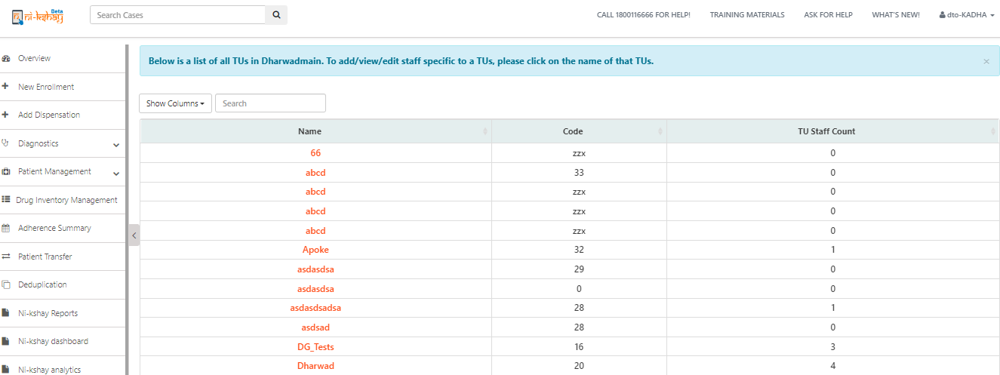 ni-kshay Beta
Search Cases
CALL 1800116666 FOR HELP! TRAINING MATERIALS ASK FOR HELP WHAT'S NEW! dto-KADHA
Overview
New Enrollment
Add Dispensation
Diagnostics
Patient Management
Drug Inventory Management
Adherence Summary
Patient Transfer
Deduplication
Ni-kshay Reports
Ni-kshay dashboard
Ni-kshay analytics
Below is a list of all TUs in Dharwadmain. To add/view/edit staff specific to a TUs, please click on the name of that TUs. ×
Show Columns Search
Name Code TU Staff Count
66 zzx 0
abcd 33 0
abcd zzx 0
abcd zzx 0
abcd zzx 0
Apoke 32 1
asdasdsa 29 0
asdasdsa 0 0
asdasdsadsa 28 1
asdsad 28 0
DG_Tests 16 3
Dharwad 20 4